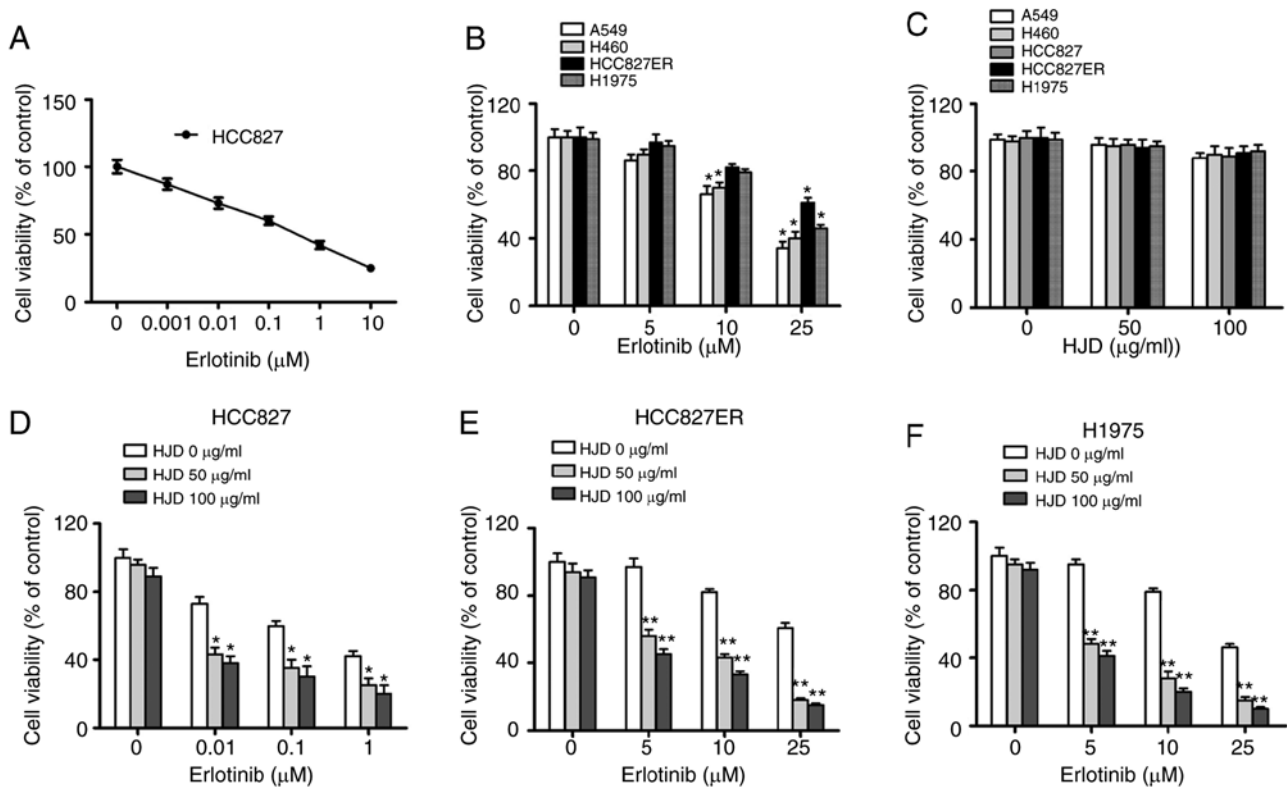 A
Cell viability (% of control)
150
100
50
0
HCC827
0 0.001 0.01 0.1 1 10
Erlotinib (μM)
B
A549
H460
HCC827ER
H1975
Cell viability (% of control)
120
80
40
0
* *
* * * *
0 5 10 25
Erlotinib (μM)
C
A549
H460
HCC827
HCC827ER
H1975
Cell viability (% of control)
120
80
40
0
0 50 100
HJD (μg/ml))
D
HCC827
HJD 0 μg/ml
HJD 50 μg/ml
HJD 100 μg/ml
Cell viability (% of control)
120
80
40
0
* * * * * *
0 0.01 0.1 1
Erlotinib (μM)
E
HCC827ER
HJD 0 μg/ml
HJD 50 μg/ml
HJD 100 μg/ml
Cell viability (% of control)
120
80
40
0
** ** ** ** ** **
0 5 10 25
Erlotinib (μM)
F
H1975
HJD 0 μg/ml
HJD 50 μg/ml
HJD 100 μg/ml
Cell viability (% of control)
120
80
40
0
** ** ** ** ** **
0 5 10 25
Erlotinib (μM)